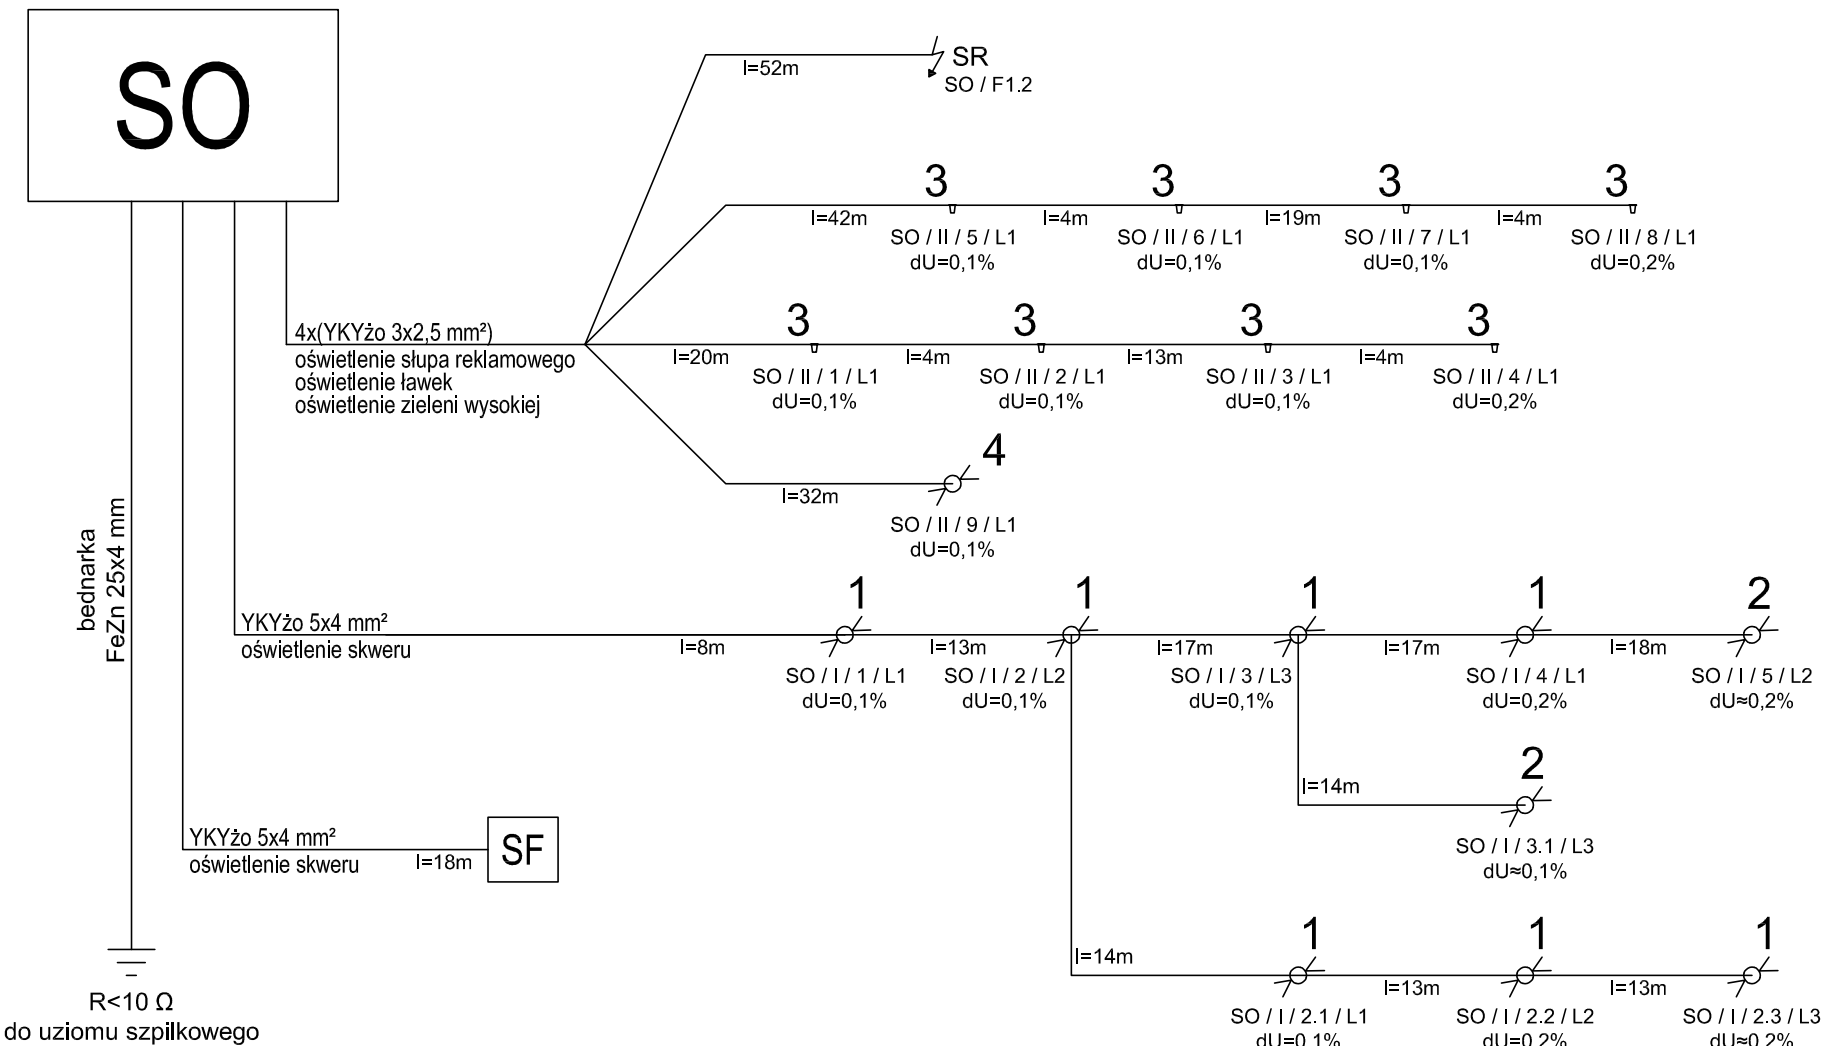 SO
SR
l=52m
SO / F1.2
3 3 3 3
l=42m l=4m l=19m l=4m
SO / II / 5 / L1 SO / II / 6 / L1 SO / II / 7 / L1 SO / II / 8 / L1
dU=0,1% dU=0,1% dU=0,1% dU=0,2%
3 3 3 3
4x(YKYżo 3x2,5 mm²)
l=20m l=4m l=13m l=4m
oświetlenie słupa reklamowego
oświetlenie ławek
oświetlenie zieleni wysokiej
SO / II / 1 / L1 SO / II / 2 / L1 SO / II / 3 / L1 SO / II / 4 / L1
dU=0,1% dU=0,1% dU=0,1% dU=0,2%
4
l=32m
SO / II / 9 / L1
dU=0,1%
bednarka
FeZn 25x4 mm
1 1 1 1 2
YKYżo 5x4 mm²
oświetlenie skweru
l=8m l=13m l=17m l=17m l=18m
SO / I / 1 / L1 SO / I / 2 / L2 SO / I / 3 / L3 SO / I / 4 / L1 SO / I / 5 / L2
dU=0,1% dU=0,1% dU=0,1% dU=0,2% dU≈0,2%
2
l=14m
SO / I / 3.1 / L3
dU≈0,1%
YKYżo 5x4 mm²
oświetlenie skweru
l=18m
SF
1 1 1
l=14m l=13m l=13m
SO / I / 2.1 / L1 SO / I / 2.2 / L2 SO / I / 2.3 / L3
dU=0,1% dU=0,2% dU≈0,2%
R<10 Ω
do uziomu szpilkowego